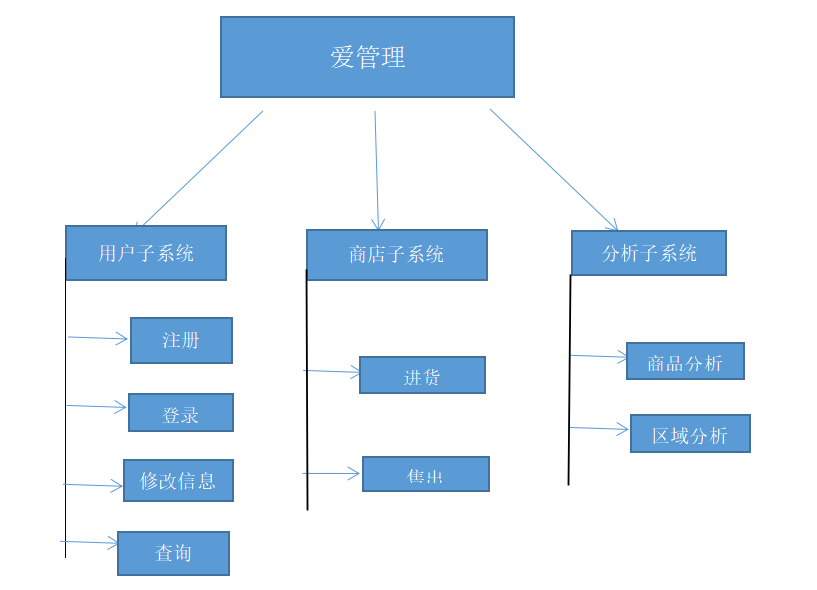 爱管理
用户子系统
商店子系统
分析子系统
注册
登录
修改信息
查询
进货
售出
商品分析
区域分析